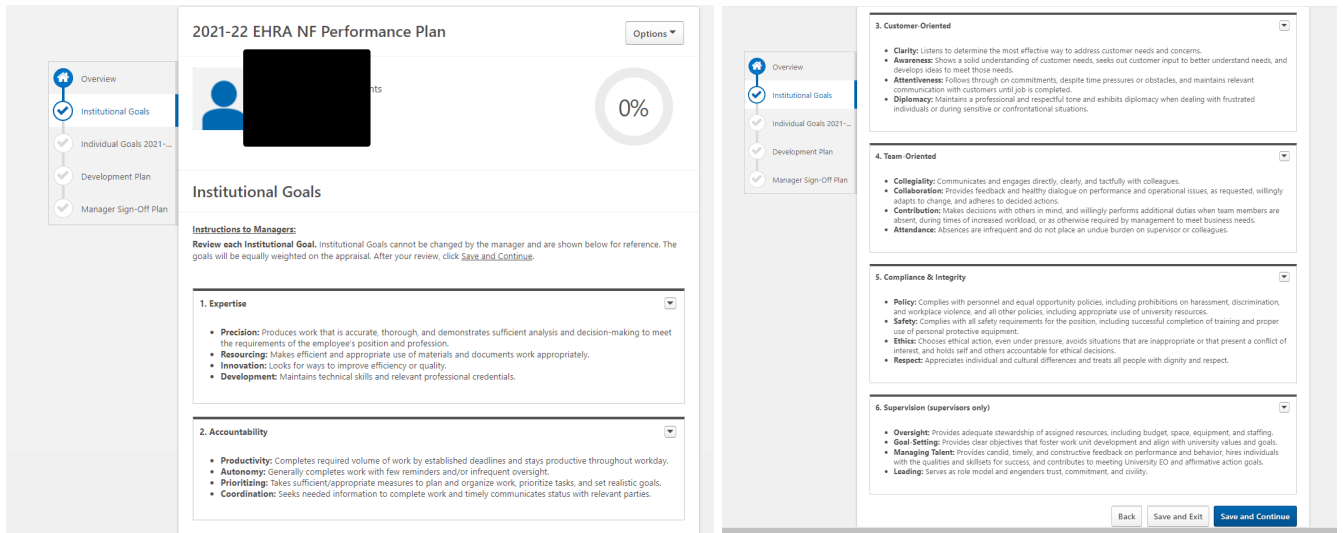 2021-22 EHRA NF Performance Plan
Options
Overview
Institutional Goals
Individual Goals 2021-...
Development Plan
Manager Sign-Off Plan
0%
Institutional Goals
Instructions to Managers:
Review each Institutional Goal. Institutional Goals cannot be changed by the manager and are shown below for reference. The
goals will be equally weighted on the appraisal. After your review, click Save and Continue.
1. Expertise
• Precision: Produces work that is accurate, thorough, and demonstrates sufficient analysis and decision-making to meet
the requirements of the employee's position and profession.
• Resourcing: Makes efficient and appropriate use of materials and documents work appropriately.
• Innovation: Looks for ways to improve efficiency or quality.
• Development: Maintains technical skills and relevant professional credentials.
2. Accountability
• Productivity: Completes required volume of work by established deadlines and stays productive throughout workday.
• Autonomy: Generally completes work with few reminders and/or infrequent oversight.
• Prioritizing: Takes sufficient/appropriate measures to plan and organize work, prioritize tasks, and set realistic goals.
• Coordination: Seeks needed information to complete work and timely communicates status with relevant parties.
Overview
Institutional Goals
Individual Goals 2021-...
Development Plan
Manager Sign-Off Plan
3. Customer-Oriented
• Clarity: Listens to determine the most effective way to address customer needs and concerns.
• Awareness: Shows a solid understanding of customer needs, seeks out customer input to better understand needs, and
develops ideas to meet those needs.
• Attentiveness: Follows through on commitments, despite time pressures or obstacles, and maintains relevant
communication with customers until job is completed.
• Diplomacy: Maintains a professional and respectful tone and exhibits diplomacy when dealing with frustrated
individuals or during sensitive or confrontational situations.
4. Team-Oriented
• Collegiality: Communicates and engages directly, clearly, and tactfully with colleagues.
• Collaboration: Provides feedback and healthy dialogue on performance and operational issues, as requested, willingly
adapts to change, and adheres to decided actions.
• Contribution: Makes decisions with others in mind, and willingly performs additional duties when team members are
absent, during times of increased workload, or as otherwise required by management to meet business needs.
• Attendance: Absences are infrequent and do not place an undue burden on supervisor or colleagues.
5. Compliance & Integrity
• Policy: Complies with personnel and equal opportunity policies, including prohibitions on harassment, discrimination,
and workplace violence, and all other policies, including appropriate use of university resources.
• Safety: Complies with all safety requirements for the position, including successful completion of training and proper
use of personal protective equipment.
• Ethics: Chooses ethical action, even under pressure, avoids situations that are inappropriate or that present a conflict of
interest, and holds self and others accountable for ethical decisions.
• Respect: Appreciates individual and cultural differences and treats all people with dignity and respect.
6. Supervision (supervisors only)
• Oversight: Provides adequate stewardship of assigned resources, including budget, space, equipment, and staffing.
• Goal-Setting: Provides clear objectives that foster work unit development and align with university values and goals.
• Managing Talent: Provides candid, timely, and constructive feedback on performance and behavior, hires individuals
with the qualities and skillsets for success, and contributes to meeting University EO and affirmative action goals.
• Leading: Serves as role model and engenders trust, commitment, and civility.
Back
Save and Exit
Save and Continue